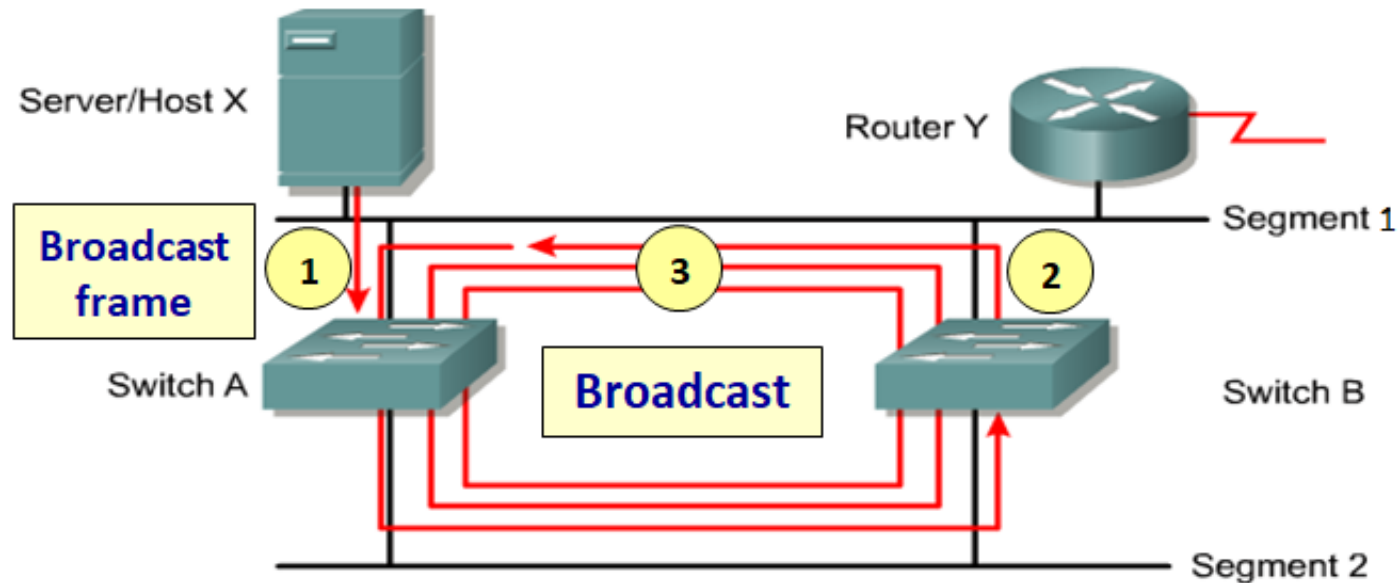 Server/Host X
Router Y
Segment 1
Broadcast
frame
1
3
2
Switch A
Broadcast
Switch B
Segment 2